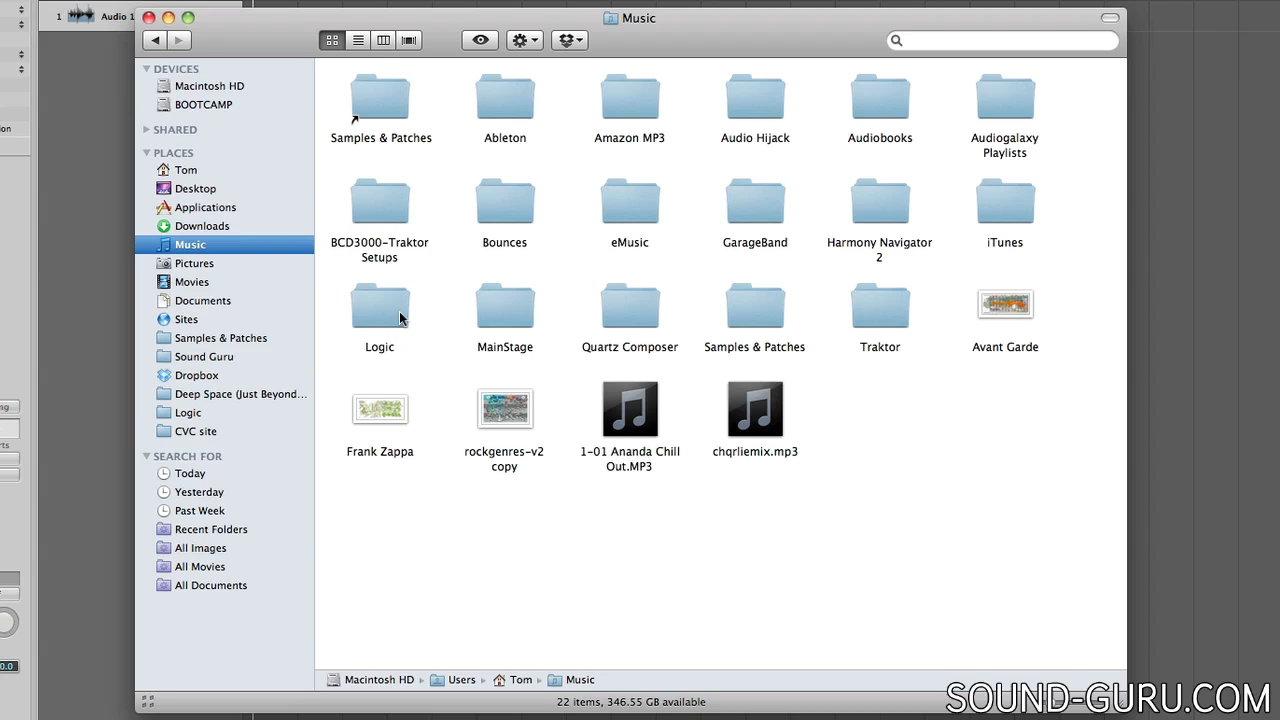 1 Audio 1
Music
DEVICES
Macintosh HD
BOOTCAMP
SHARED
PLACES
Tom
Desktop
Applications
Downloads
Music
Pictures
Movies
Documents
Sites
Samples & Patches
Sound Guru
Dropbox
Deep Space (Just Beyond...
Logic
CVC site
SEARCH FOR
Today
Yesterday
Past Week
Recent Folders
All Images
All Movies
All Documents
Samples & Patches
Ableton
Amazon MP3
Audio Hijack
Audiobooks
Audiogalaxy
Playlists
BCD3000-Traktor
Setups
Bounces
eMusic
GarageBand
Harmony Navigator
2
iTunes
Logic
MainStage
Quartz Composer
Samples & Patches
Traktor
Avant Garde
Frank Zappa
rockgenres-v2
copy
1-01 Ananda Chill
Out.MP3
chqrliemix.mp3
Macintosh HD Users Tom Music
22 items, 346.55 GB available
SOUND-GURU.COM